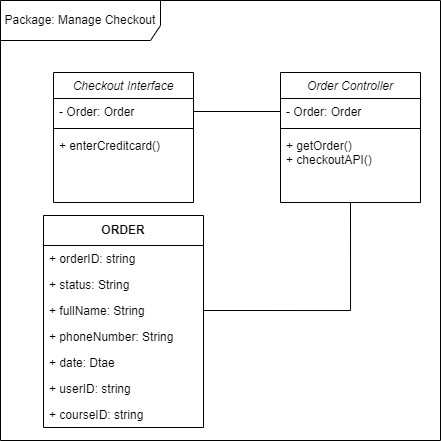 Package: Manage Checkout
Checkout Interface
- Order: Order
+ enterCreditcard()
Order Controller
- Order: Order
+ getOrder()
+ checkoutAPI()
ORDER
+ orderID: string
+ status: String
+ fullName: String
+ phoneNumber: String
+ date: Dtae
+ userID: string
+ courseID: string